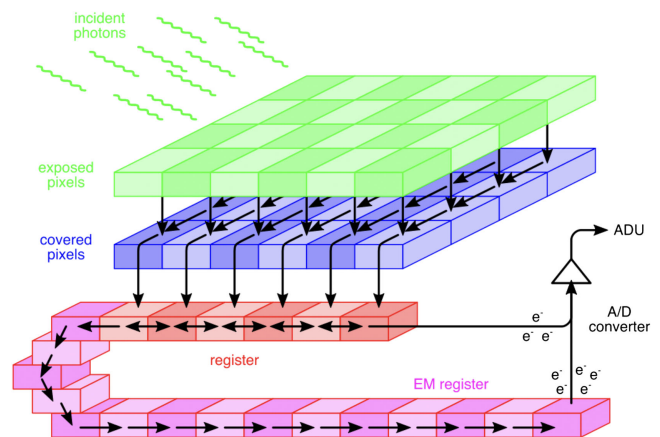 incident
photons
exposed
pixels
covered
pixels
ADU
A/D
converter
e-
e- e-
register
EM register
e- e-
e- e-
e-